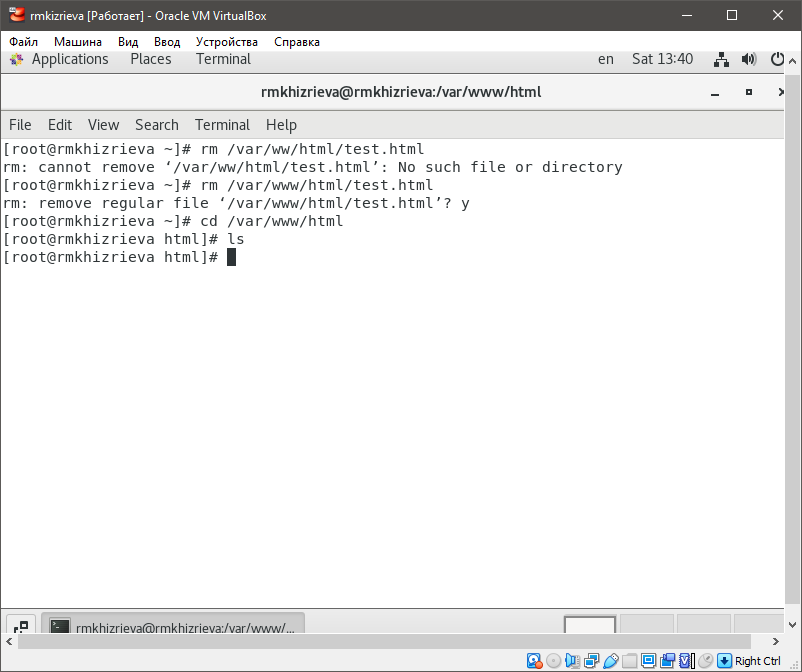 rmkizrieva [Работает] - Oracle VM VirtualBox
Файл Машина Вид Ввод Устройства Справка
Applications Places Terminal en Sat 13:40
rmkhizrieva@rmkhizrieva:/var/www/html
File Edit View Search Terminal Help
[root@rmkhizrieva ~]# rm /var/ww/html/test.html
rm: cannot remove ‘/var/ww/html/test.html’: No such file or directory
[root@rmkhizrieva ~]# rm /var/www/html/test.html
rm: remove regular file ‘/var/www/html/test.html’? y
[root@rmkhizrieva ~]# cd /var/www/html
[root@rmkhizrieva html]# ls
[root@rmkhizrieva html]#
rmkhizrieva@rmkhizrieva:/var/www/...
Right Ctrl